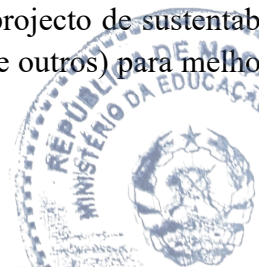 projecto de sustentab
e outros) para melho
REPÚBLICA DE MO
MINISTÉRIO DA EDUCAÇÃ